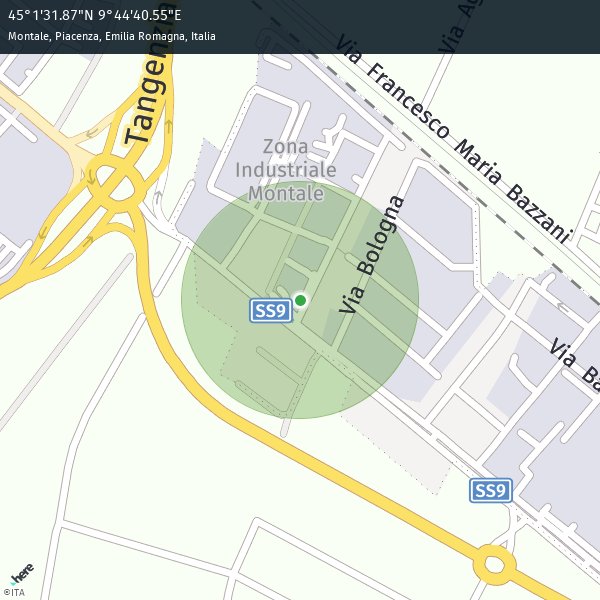 45°1'31.87"N 9°44'40.55"E
Montale, Piacenza, Emilia Romagna, Italia
Tangenzia
Via Ag
Via Francesco Maria Bazzani
Zona
Industriale
Montale
Via Bologna
SS9
Via Ba
SS9
here
©ITA